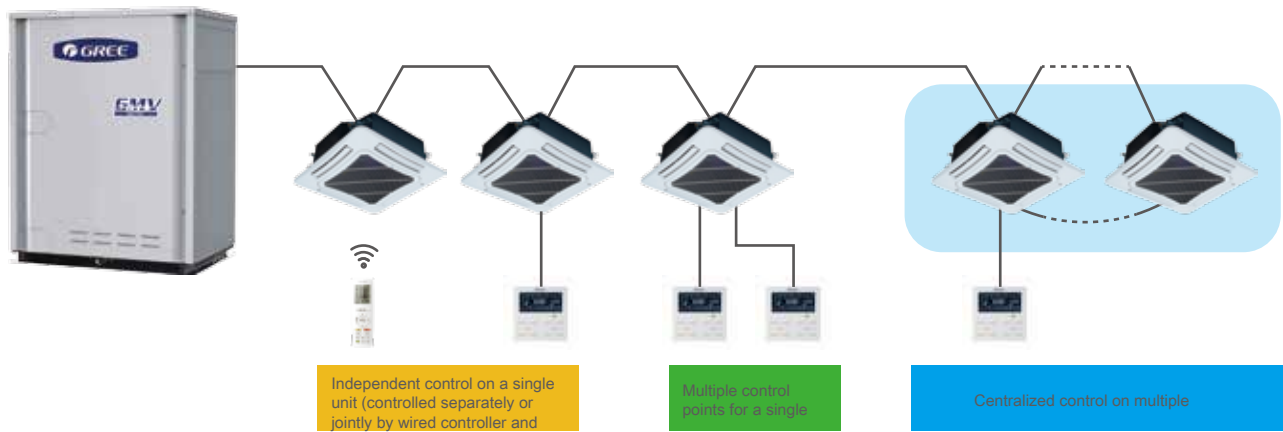 GREE
GMV
Independent control on a single
unit (controlled separately or
jointly by wired controller and
Multiple control
points for a single
Centralized control on multiple